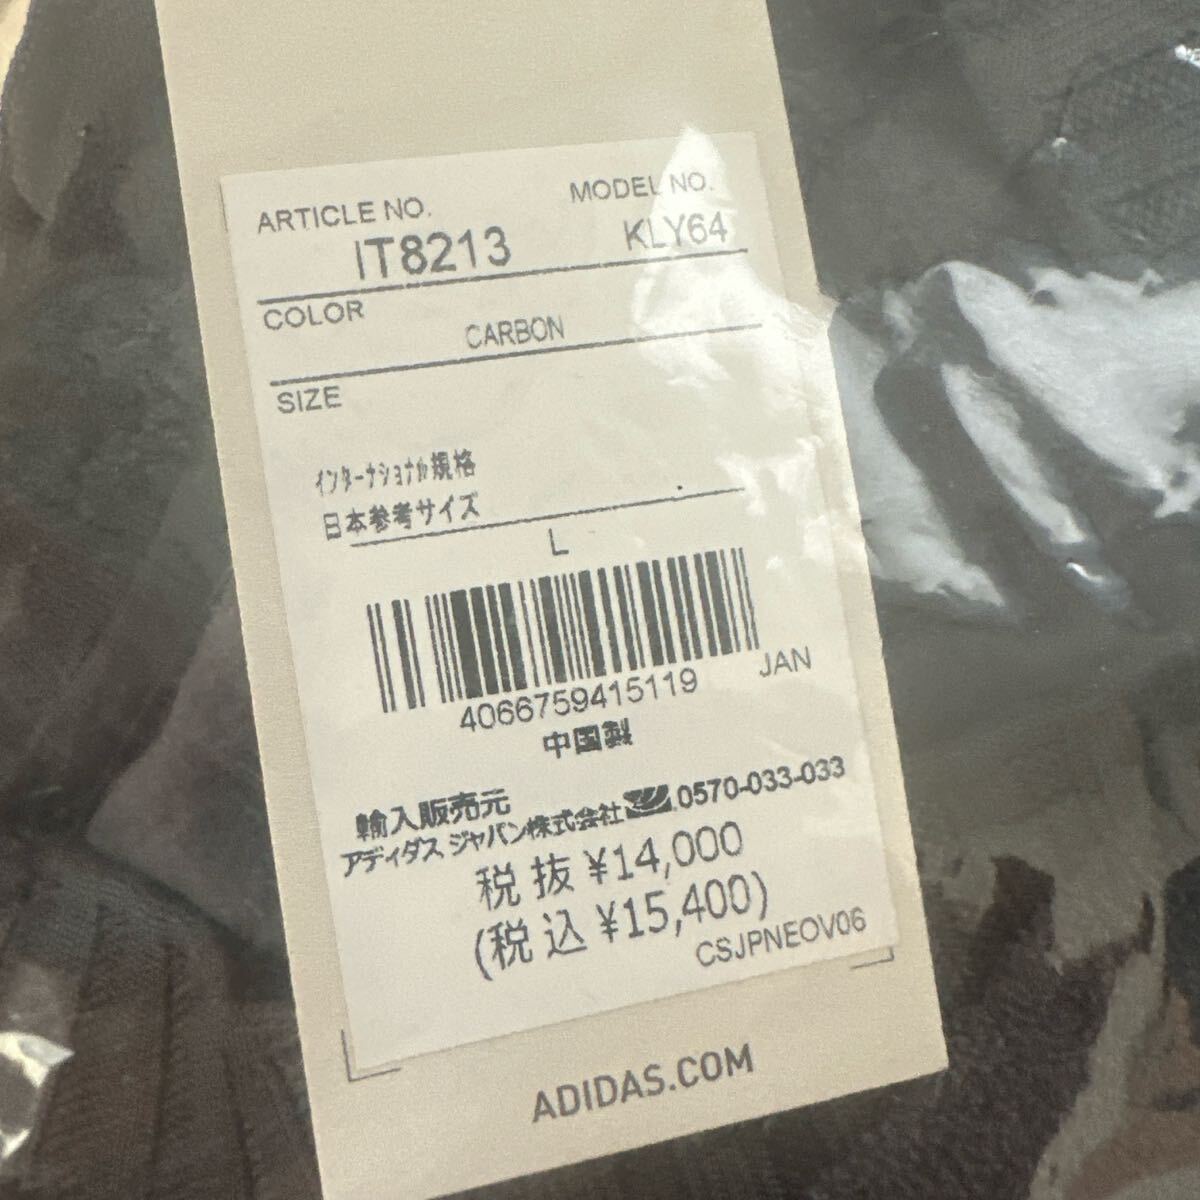 ARTICLE NO. MODEL NO.
IT8213 KLY64
COLOR
CARBON
SIZE
ｲﾝﾀｰﾅｼｮﾅﾙ規格
日本参考サイズ
L
4066759415119 JAN
中国製
輸入販売元
アディダス ジャパン株式会社 0570-033-033
税 抜 ¥14,000
(税 込 ¥15,400)
CSJPNEOV06
ADIDAS.COM